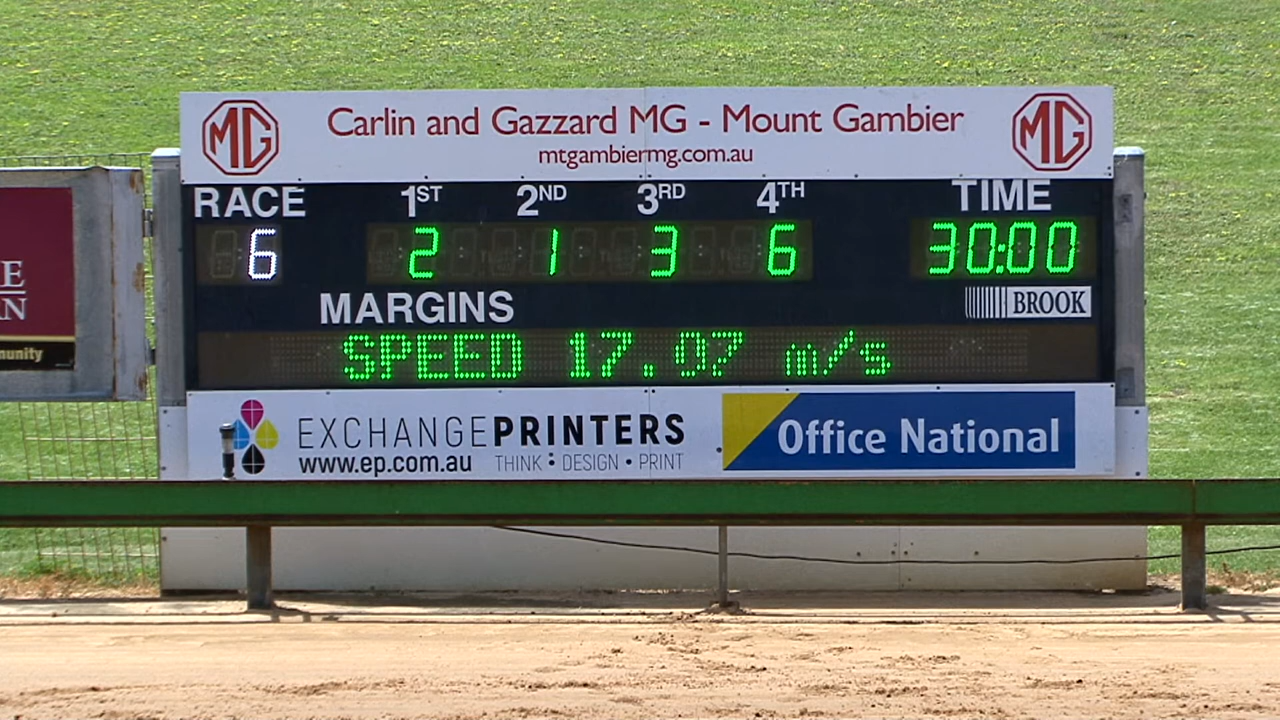 MG Carlin and Gazzard MG - Mount Gambier MG
mtgambiermg.com.au
RACE 1ST 2ND 3RD 4TH TIME
6 2 1 3 6 30:00
MARGINS BROOK
SPEED 17.07 m/s
EXCHANGEPRINTERS
www.ep.com.au THINK : DESIGN • PRINT
Office National